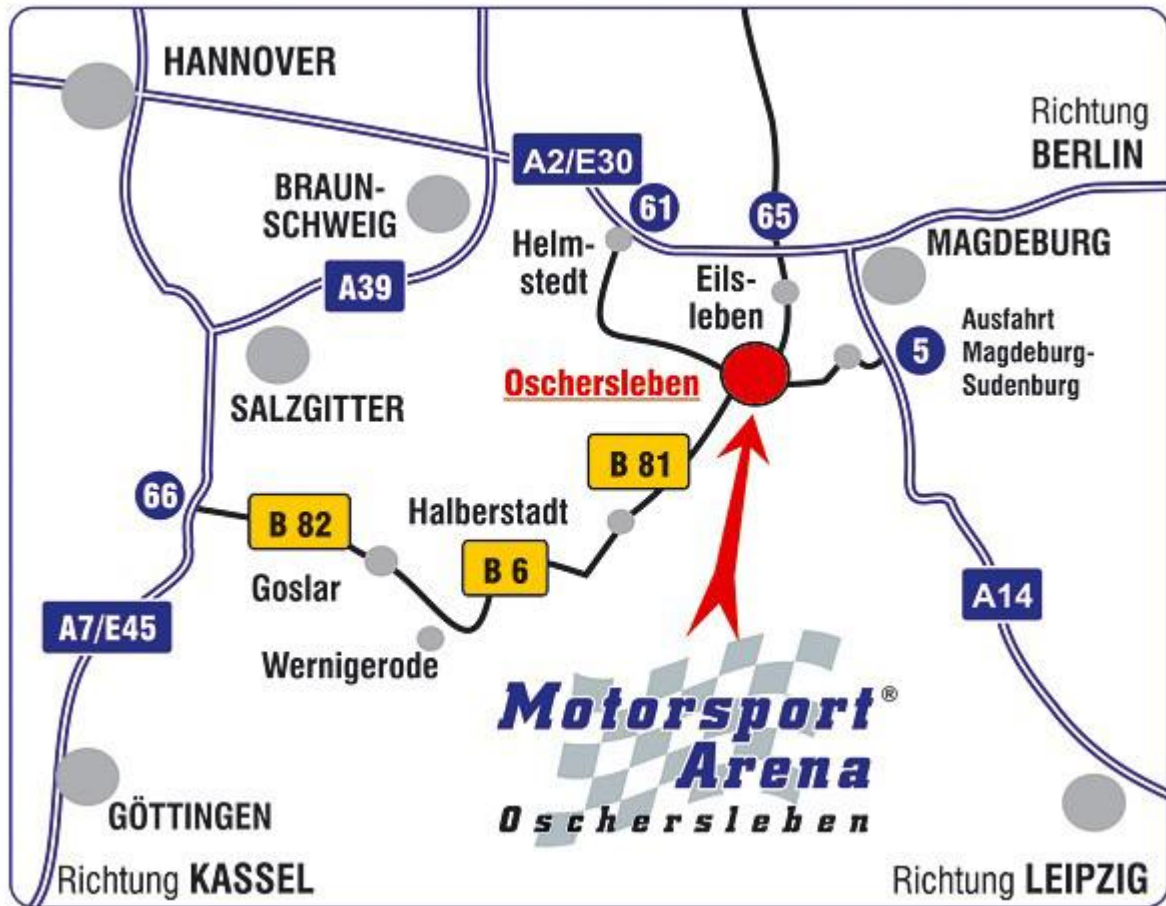 HANNOVER
Richtung
BERLIN
A2/E30
BRAUN-
SCHWEIG
61
65
Helm-
stedt
MAGDEBURG
A39
Eils-
leben
Ausfahrt
Magdeburg-
Sudenburg
5
Oschersleben
SALZGITTER
B 81
66
B 82
Halberstadt
B 6
Goslar
A14
A7/E45
Wernigerode
Motorsport®
Arena
Oschersleben
GÖTTINGEN
Richtung KASSEL
Richtung LEIPZIG